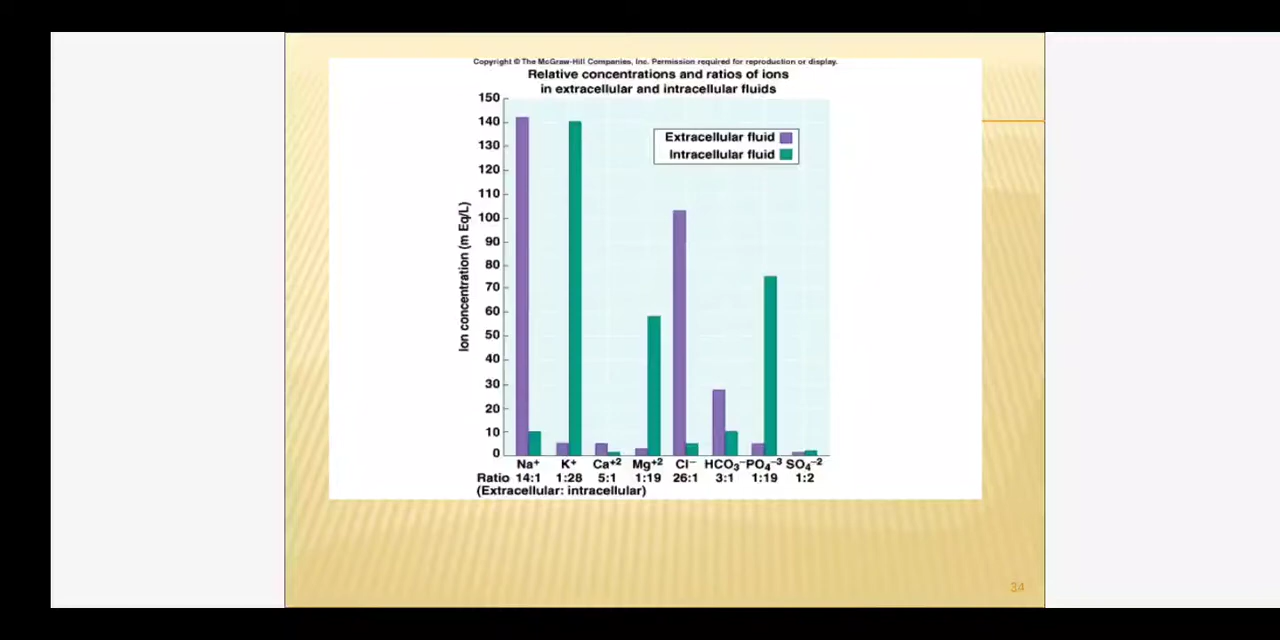 Copyright © The McGraw-Hill Companies, Inc. Permission required for reproduction or display.
Relative concentrations and ratios of ions
in extracellular and intracellular fluids
150
140
130
120
110
100
90
80
70
60
50
40
30
20
10
0
Ion concentration (m Eq/L)
Extracellular fluid
Intracellular fluid
Na⁺ K⁺ Ca⁺² Mg⁺² Cl⁻ HCO₃⁻ PO₄⁻³ SO₄⁻²
Ratio 14:1 1:28 5:1 1:19 26:1 3:1 1:19 1:2
(Extracellular: intracellular)
34